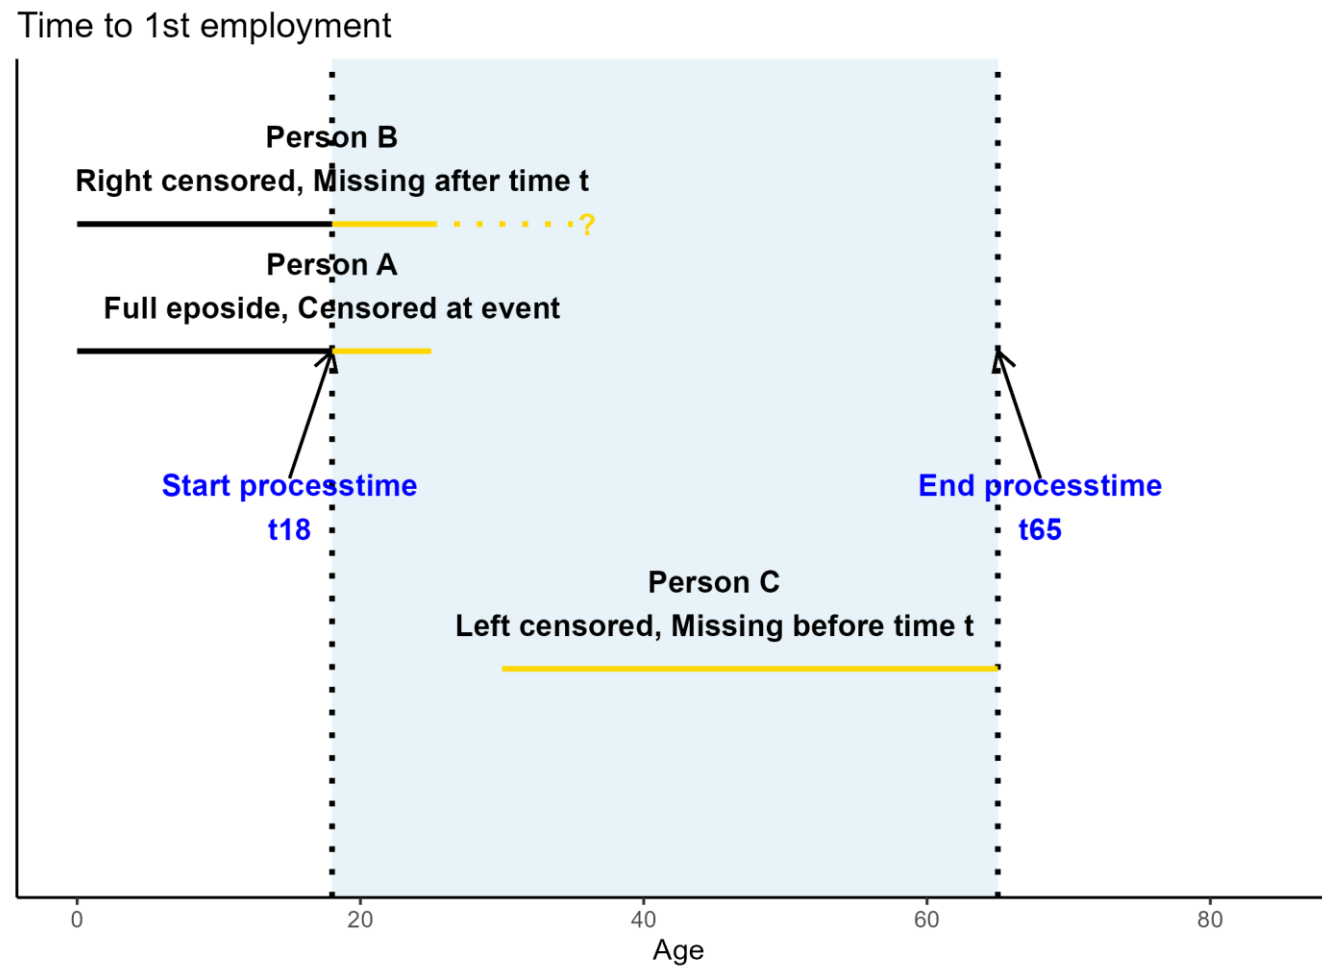 Time to 1st employment
Person B
Right censored, Missing after time t
?
Person A
Full eposide, Censored at event
Start processtime
t18
End processtime
t65
Person C
Left censored, Missing before time t
0 20 40 60 80
Age